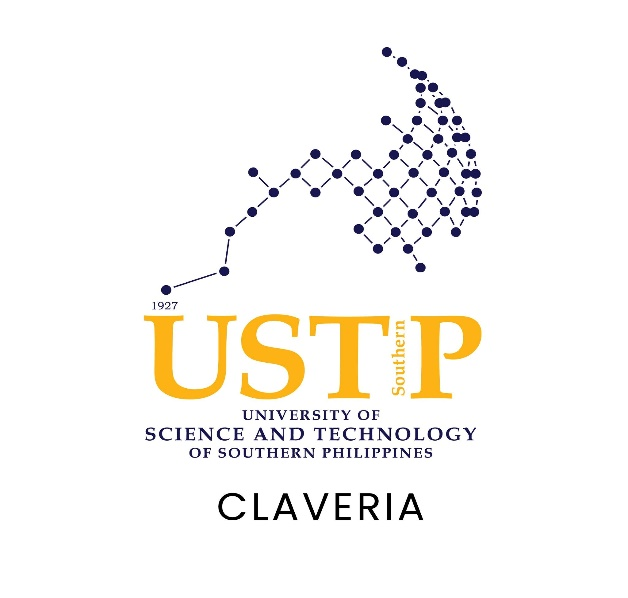 1927
USTP
Southern
UNIVERSITY OF
SCIENCE AND TECHNOLOGY
OF SOUTHERN PHILIPPINES
CLAVERIA